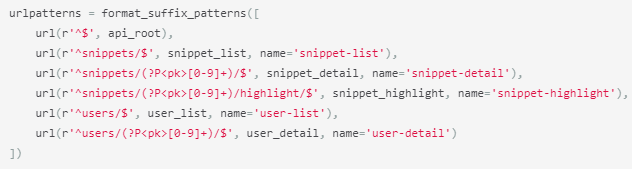 urlpatterns = format_suffix_patterns([
    url(r'^$', api_root),
    url(r'^snippets/$', snippet_list, name='snippet-list'),
    url(r'^snippets/(?P<pk>[0-9]+)/$', snippet_detail, name='snippet-detail'),
    url(r'^snippets/(?P<pk>[0-9]+)/highlight/$', snippet_highlight, name='snippet-highlight'),
    url(r'^users/$', user_list, name='user-list'),
    url(r'^users/(?P<pk>[0-9]+)/$', user_detail, name='user-detail')
])